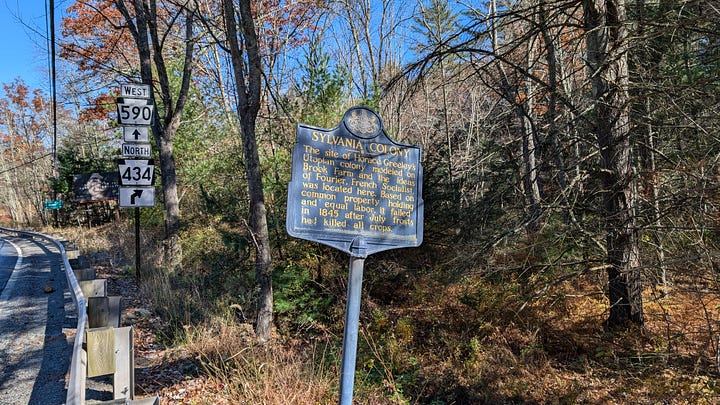 WEST
590
NORTH
434
SYLVANIA COLONY
The site of Horace Greeley's
Utopian colony, modeled on
Brook Farm and the ideas
of Fourier, French Socialist,
was located here. Based on
common property holding
and equal labor, it failed
in 1845 after July frosts
had killed all crops.